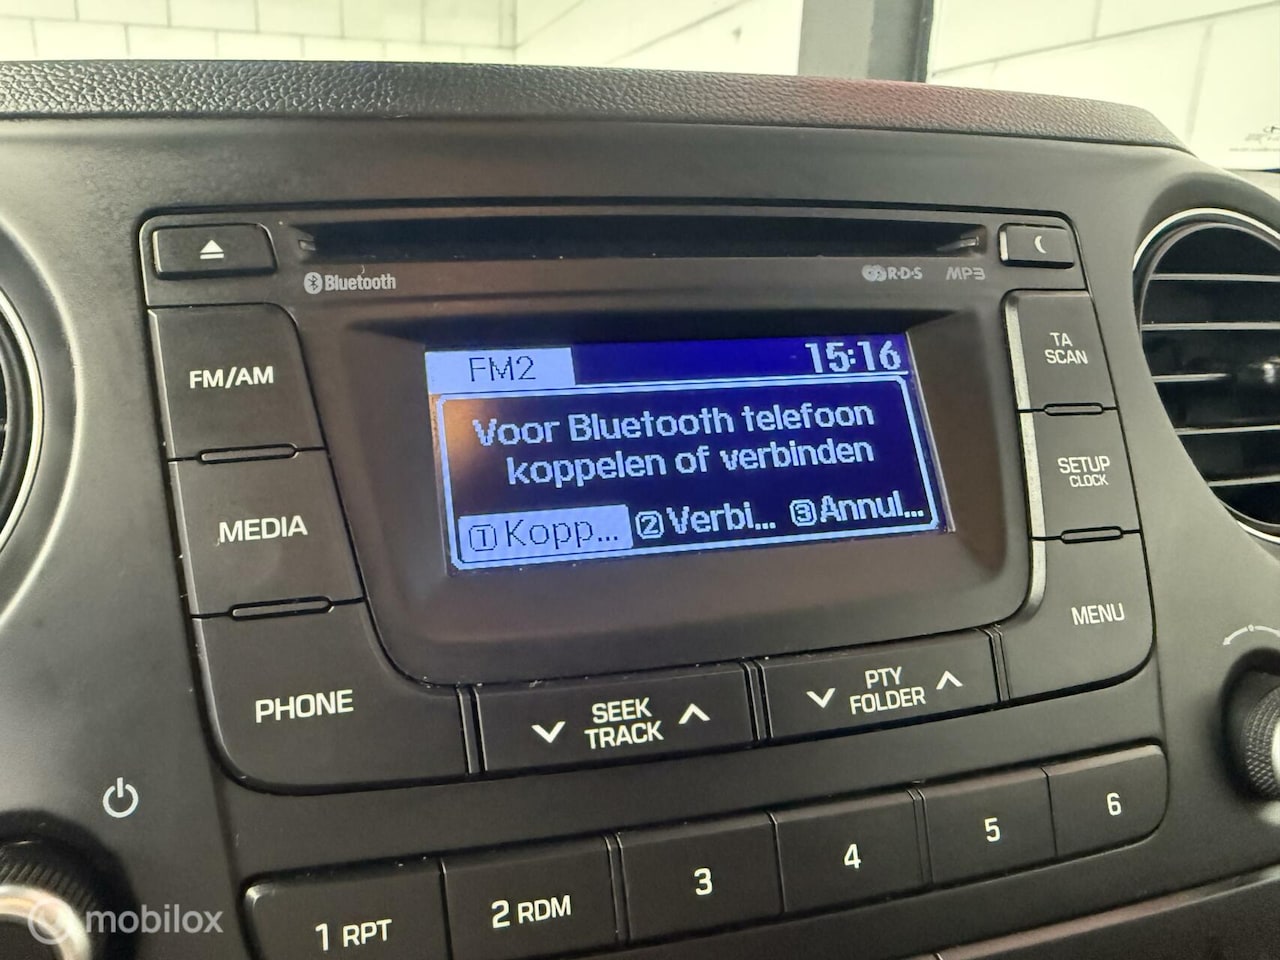 Bluetooth
R·D·S
MP3
FM/AM
MEDIA
PHONE
FM2
15:16
Voor Bluetooth telefoon
koppelen of verbinden
1 Kopp...
2 Verbi...
3 Annul...
TA
SCAN
SETUP
CLOCK
MENU
SEEK
TRACK
PTY
FOLDER
1 RPT
2 RDM
3
4
5
6
mobilox